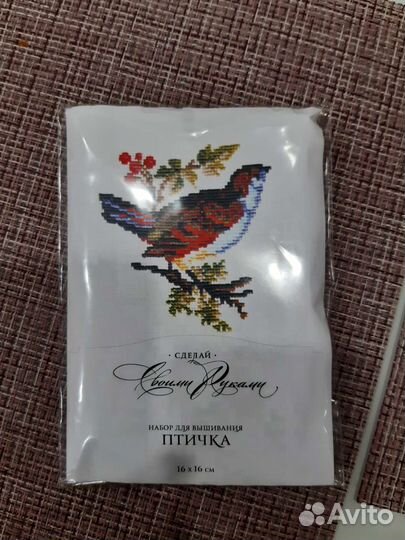 СДЕЛАЙ
Своими Руками
НАБОР ДЛЯ ВЫШИВАНИЯ
ПТИЧКА
16 x 16 см
Avito